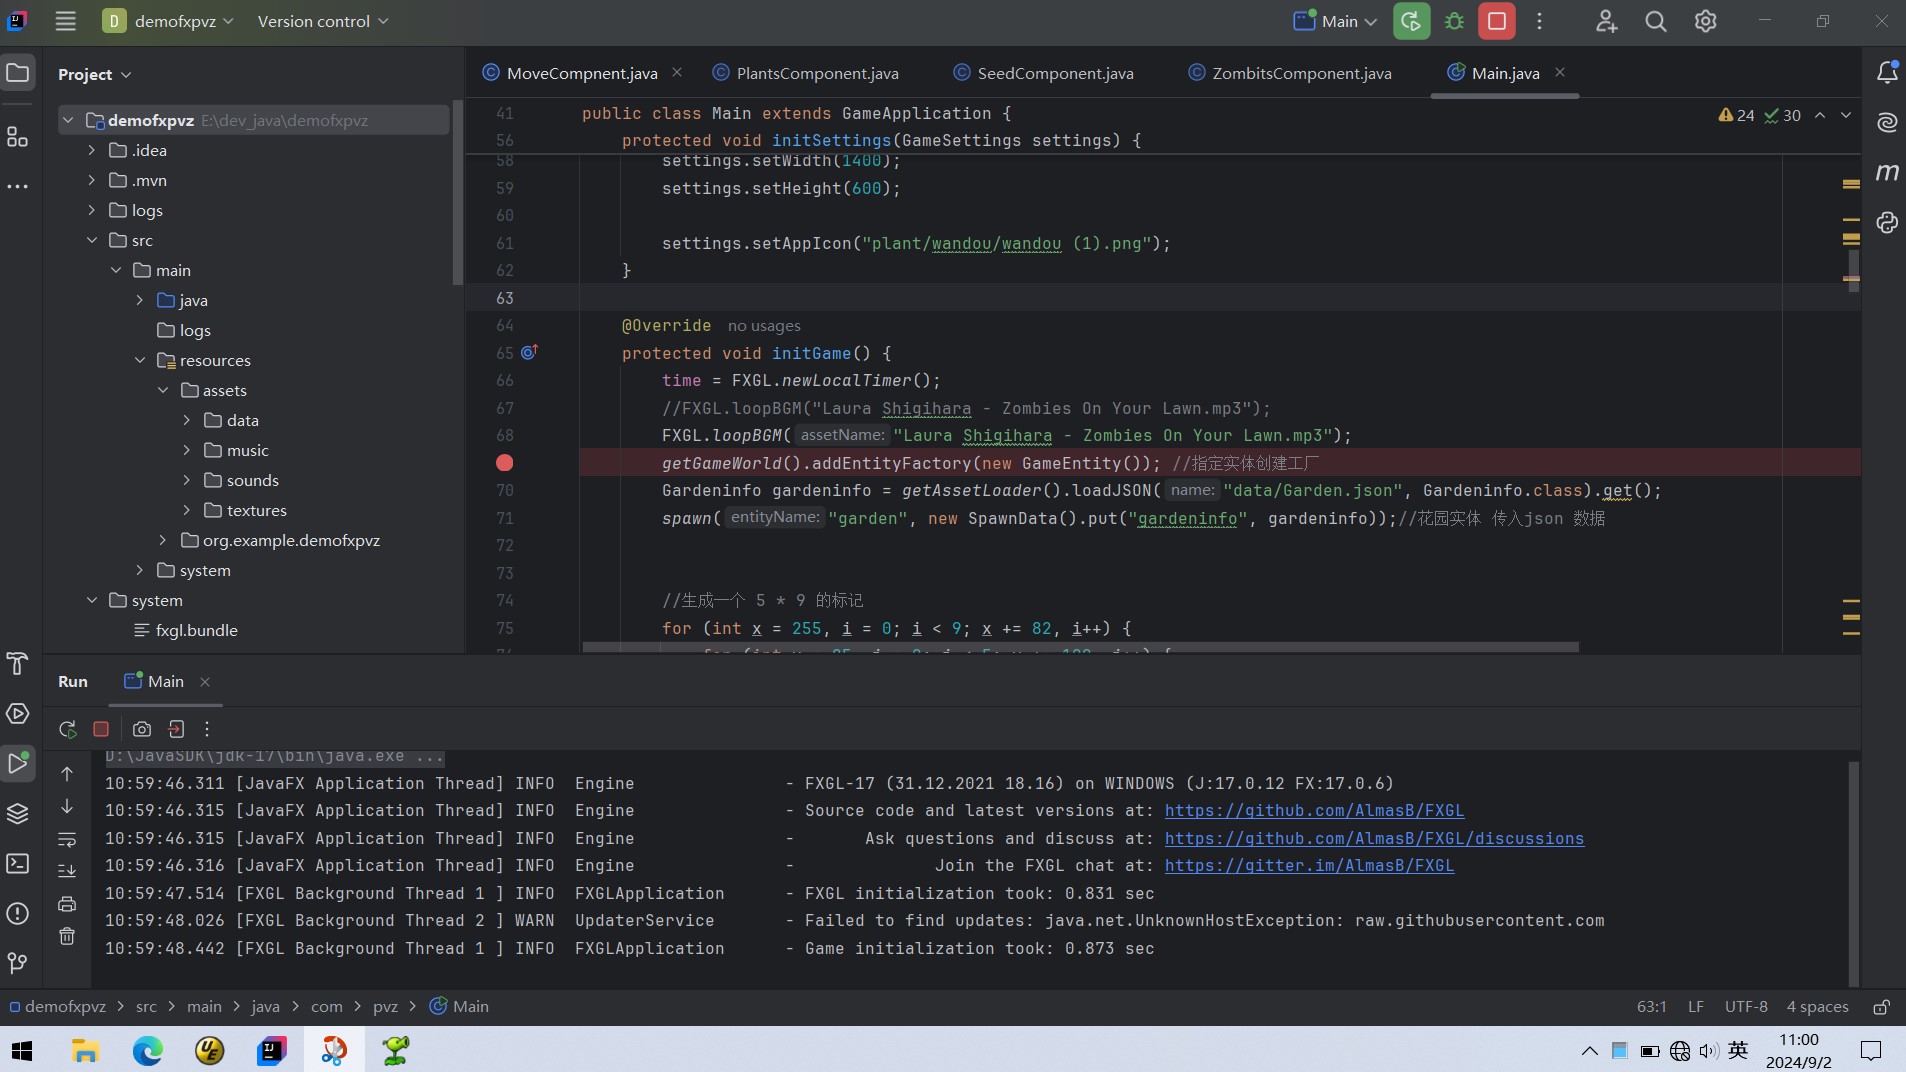 D demofxpvz Version control Main
Project
MoveCompnent.java PlantsComponent.java SeedComponent.java ZombitsComponent.java Main.java
demofxpvz E:\dev_java\demofxpvz
.idea
.mvn
logs
src
main
java
logs
resources
assets
data
music
sounds
textures
org.example.demofxpvz
system
system
fxgl.bundle
24 30
41 public class Main extends GameApplication {
56 protected void initSettings(GameSettings settings) {
58 settings.setWidth(1400);
59 settings.setHeight(600);
60
61 settings.setAppIcon("plant/wandou/wandou (1).png");
62 }
63
64 @Override no usages
65 protected void initGame() {
66 time = FXGL.newLocalTimer();
67 //FXGL.loopBGM("Laura Shigihara - Zombies On Your Lawn.mp3");
68 FXGL.loopBGM( assetName: "Laura Shigihara - Zombies On Your Lawn.mp3");
getGameWorld().addEntityFactory(new GameEntity()); //指定实体创建工厂
70 Gardeninfo gardeninfo = getAssetLoader().loadJSON( name: "data/Garden.json", Gardeninfo.class).get();
71 spawn( entityName: "garden", new SpawnData().put("gardeninfo", gardeninfo));//花园实体 传入json 数据
72
73
74 //生成一个 5 * 9 的标记
75 for (int x = 255, i = 0; i < 9; x += 82, i++) {
Run Main
D:\JavaSDK\jdk-17\bin\java.exe ...
10:59:46.311 [JavaFX Application Thread] INFO Engine - FXGL-17 (31.12.2021 18.16) on WINDOWS (J:17.0.12 FX:17.0.6)
10:59:46.315 [JavaFX Application Thread] INFO Engine - Source code and latest versions at: https://github.com/AlmasB/FXGL
10:59:46.315 [JavaFX Application Thread] INFO Engine - Ask questions and discuss at: https://github.com/AlmasB/FXGL/discussions
10:59:46.316 [JavaFX Application Thread] INFO Engine - Join the FXGL chat at: https://gitter.im/AlmasB/FXGL
10:59:47.514 [FXGL Background Thread 1 ] INFO FXGLApplication - FXGL initialization took: 0.831 sec
10:59:48.026 [FXGL Background Thread 2 ] WARN UpdaterService - Failed to find updates: java.net.UnknownHostException: raw.githubusercontent.com
10:59:48.442 [FXGL Background Thread 1 ] INFO FXGLApplication - Game initialization took: 0.873 sec
demofxpvz > src > main > java > com > pvz > Main 63:1 LF UTF-8 4 spaces
英 11:00
2024/9/2